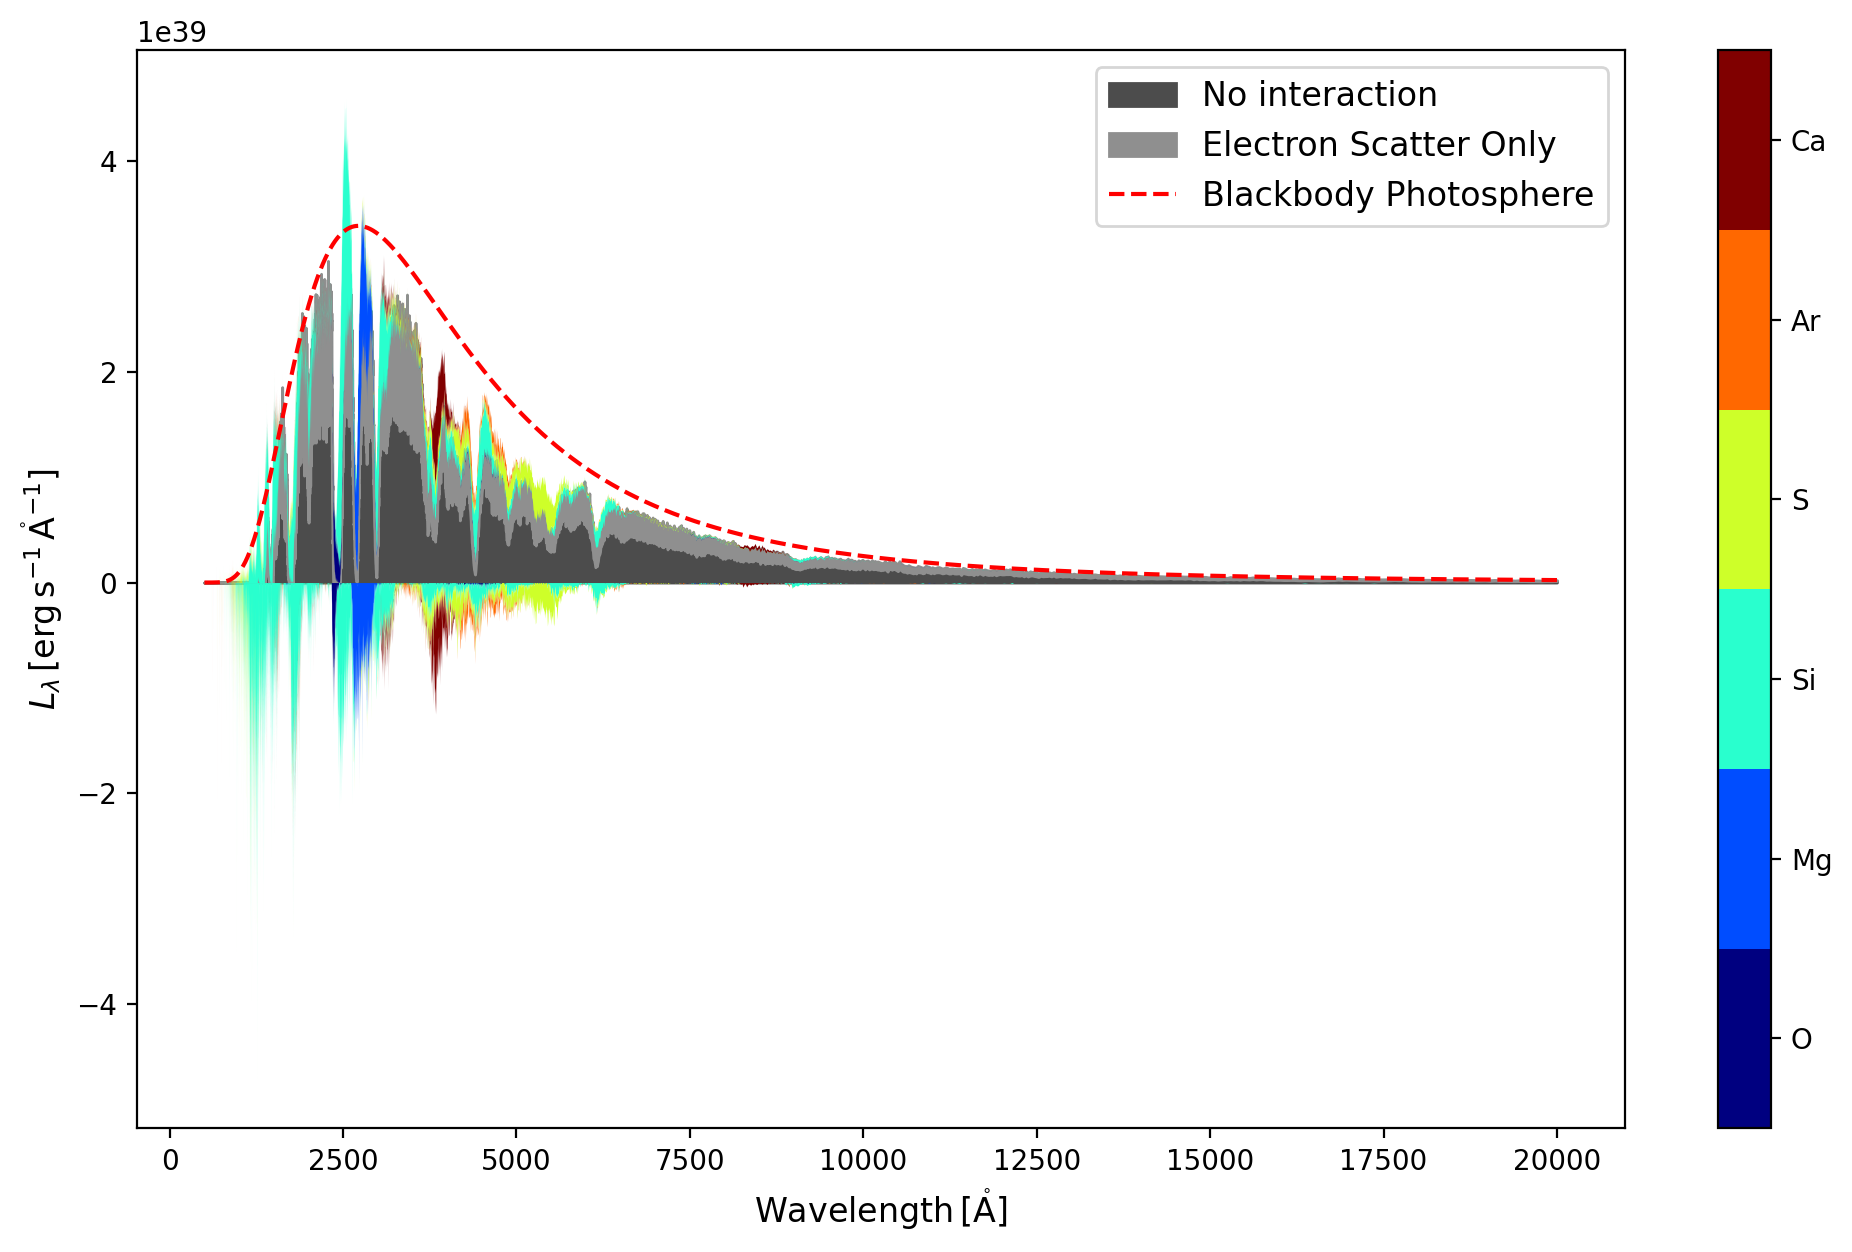 1e39
No interaction
Electron Scatter Only
Blackbody Photosphere
4
2
0
−2
−4
L_λ [erg s⁻¹ Å⁻¹]
0 2500 5000 7500 10000 12500 15000 17500 20000
Wavelength [Å]
Ca
Ar
S
Si
Mg
O